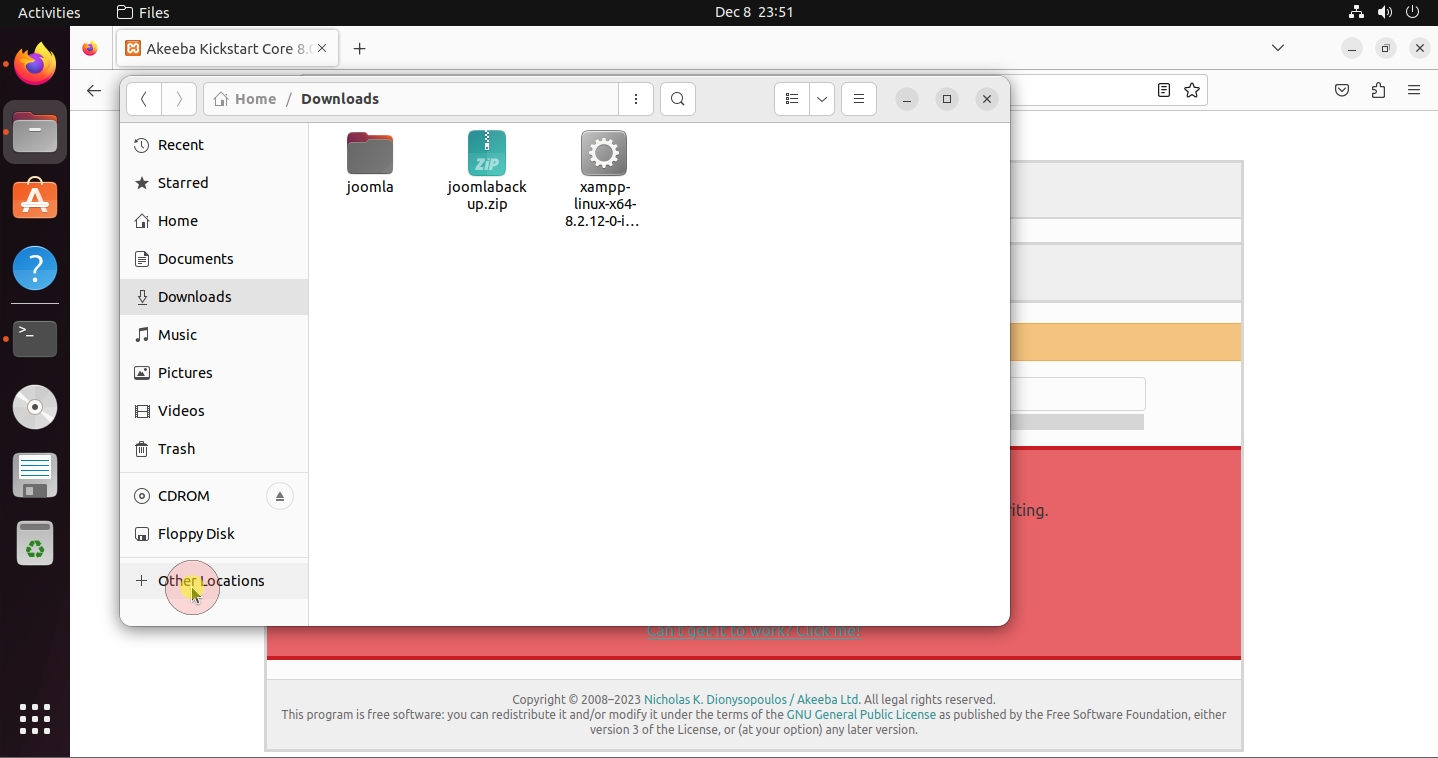 Activities
Files
Dec 8 23:51
Akeeba Kickstart Core 8.0
Home / Downloads
Recent
Starred
Home
Documents
Downloads
Music
Pictures
Videos
Trash
CDROM
Floppy Disk
+ Other Locations
joomla
ZIP
joomlaback
up.zip
xampp-
linux-x64-
8.2.12-0-i...
iting.
Can't get it to work? Click me!
Copyright © 2008–2023 Nicholas K. Dionysopoulos / Akeeba Ltd. All legal rights reserved.
This program is free software: you can redistribute it and/or modify it under the terms of the GNU General Public License as published by the Free Software Foundation, either
version 3 of the License, or (at your option) any later version.